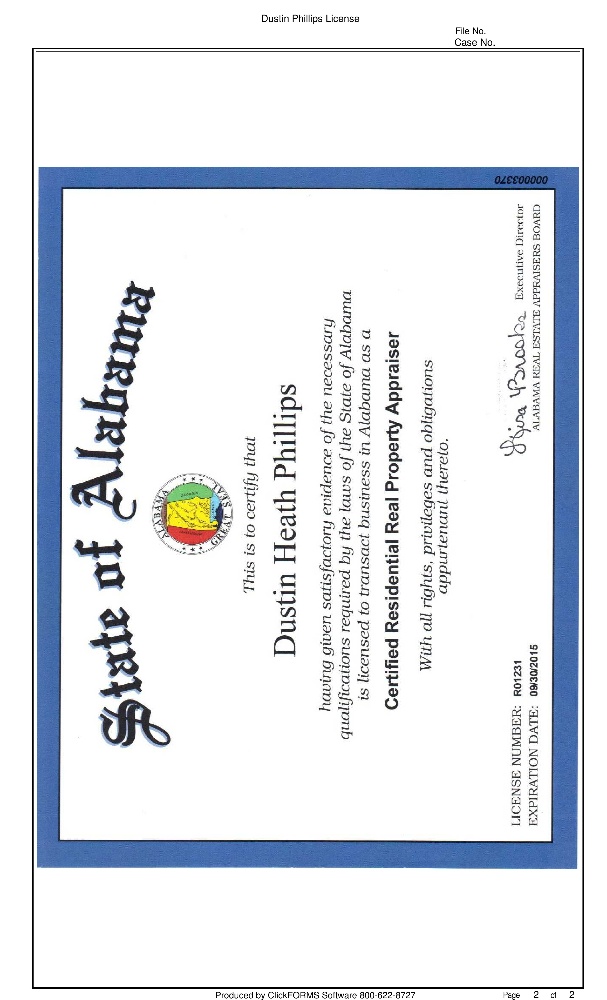 Dustin Phillips License
File No.
Case No.
000003370
State of Alabama
ALABAMA
GREAT SEAL
This is to certify that
Dustin Heath Phillips
having given satisfactory evidence of the necessary
qualifications required by the laws of the State of Alabama
is licensed to transact business in Alabama as a
Certified Residential Real Property Appraiser
With all rights, privileges and obligations
appurtenant thereto.
LICENSE NUMBER: R01231
EXPIRATION DATE: 09/30/2015
Lisa Brooks Executive Director
ALABAMA REAL ESTATE APPRAISERS BOARD
Produced by ClickFORMS Software 800-622-8727
Page 2 of 2